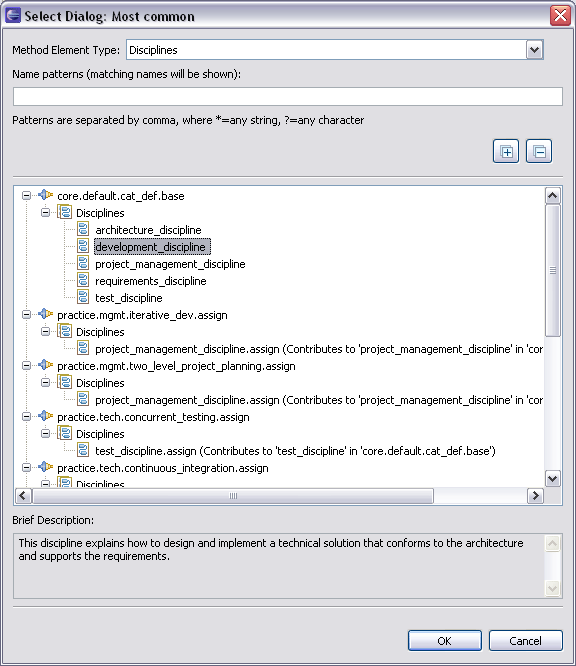 Select Dialog: Most common
Method Element Type: Disciplines
Name patterns (matching names will be shown):
Patterns are separated by comma, where *=any string, ?=any character
core.default.cat_def.base
Disciplines
architecture_discipline
development_discipline
project_management_discipline
requirements_discipline
test_discipline
practice.mgmt.iterative_dev.assign
Disciplines
project_management_discipline.assign (Contributes to 'project_management_discipline' in 'cor
practice.mgmt.two_level_project_planning.assign
Disciplines
project_management_discipline.assign (Contributes to 'project_management_discipline' in 'cor
practice.tech.concurrent_testing.assign
Disciplines
test_discipline.assign (Contributes to 'test_discipline' in 'core.default.cat_def.base')
practice.tech.continuous_integration.assign
Disciplines
Brief Description:
This discipline explains how to design and implement a technical solution that conforms to the architecture
and supports the requirements.
OK Cancel